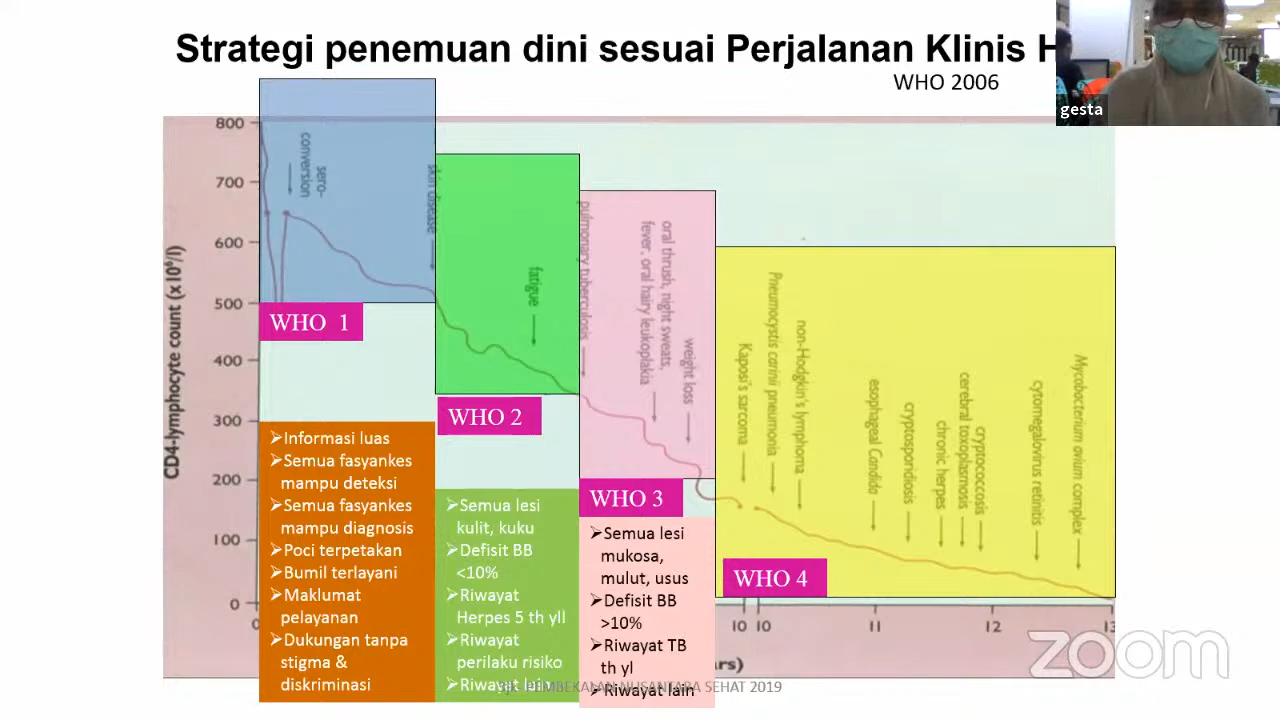 Strategi penemuan dini sesuai Perjalanan Klinis H
WHO 2006
gesta
CD4-lymphocyte count (x10⁶/l)
800
700
600
500
400
300
200
100
0
sero-
conversion
skin disease
fatigue
pulmonary tuberculosis
oral thrush, night sweats,
fever, oral hairy leukoplakia
weight loss
Kaposi's sarcoma
Pneumocystis carinii pneumonia
non-Hodgkin's lymphoma
esophageal Candida
cryptosporidiosis
chronic herpes
cerebral toxoplasmosis
cryptococcosis
cytomegalovirus retinitis
Mycobacterium avium complex
WHO 1
WHO 2
WHO 3
WHO 4
➢Informasi luas
➢Semua fasyankes
mampu deteksi
➢Semua fasyankes
mampu diagnosis
➢Poci terpetakan
➢Bumil terlayani
➢Maklumat
pelayanan
➢Dukungan tanpa
stigma &
diskriminasi
➢Semua lesi
kulit, kuku
➢Defisit BB
<10%
➢Riwayat
Herpes 5 th yll
➢Riwayat
perilaku risiko
➢Riwayat lain
➢Semua lesi
mukosa,
mulut, usus
➢Defisit BB
>10%
➢Riwayat TB
th yl
➢Riwayat lain
10 10 11 12 13
rs)
PEMBEKALAN NUSANTARA SEHAT 2019
zoom